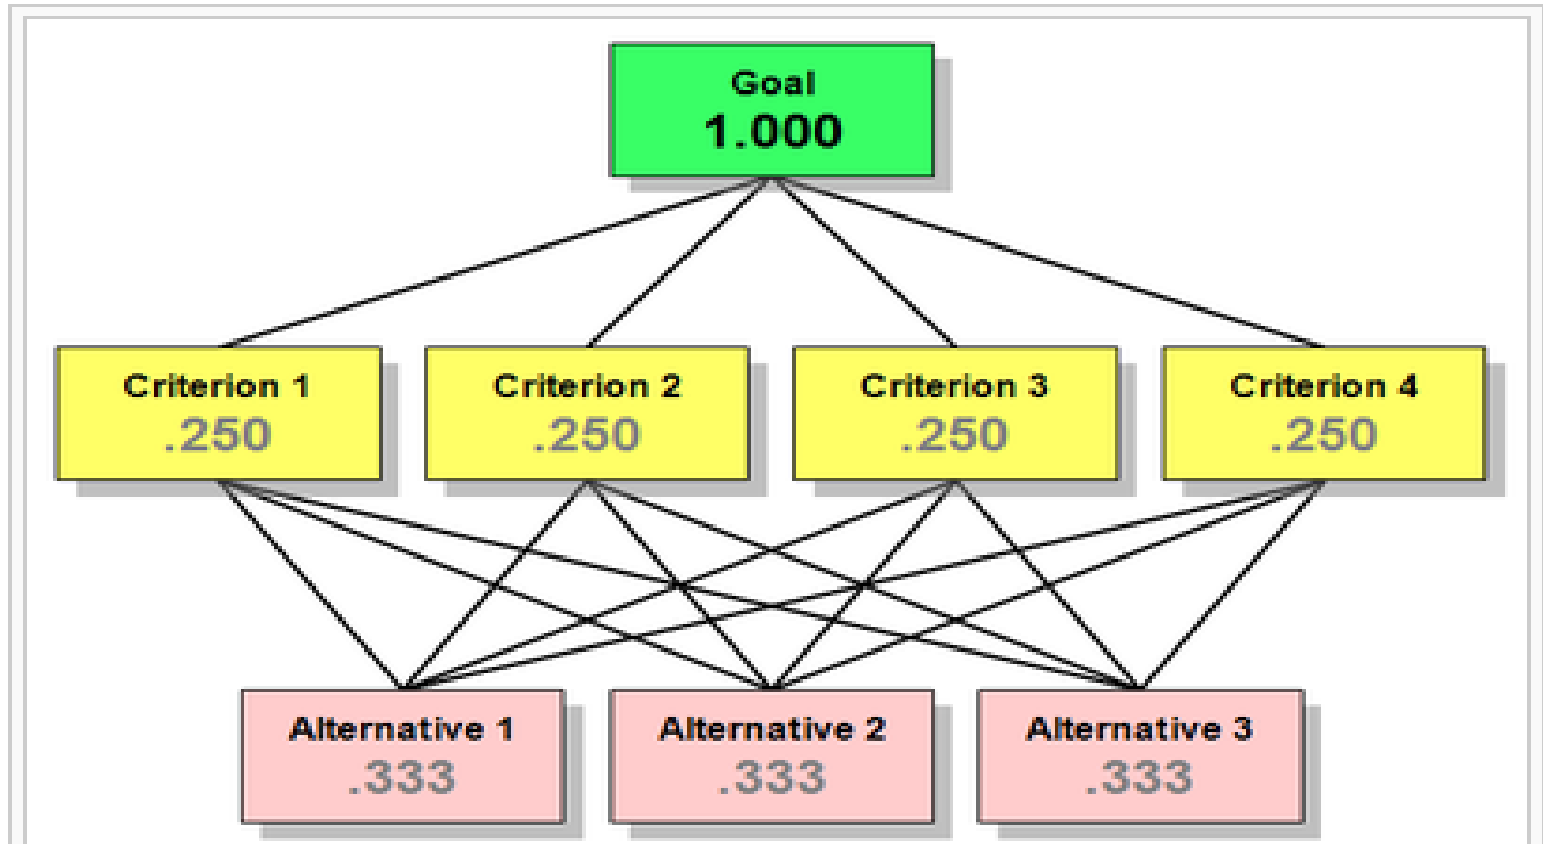 Goal
1.000
Criterion 1
.250
Criterion 2
.250
Criterion 3
.250
Criterion 4
.250
Alternative 1
.333
Alternative 2
.333
Alternative 3
.333